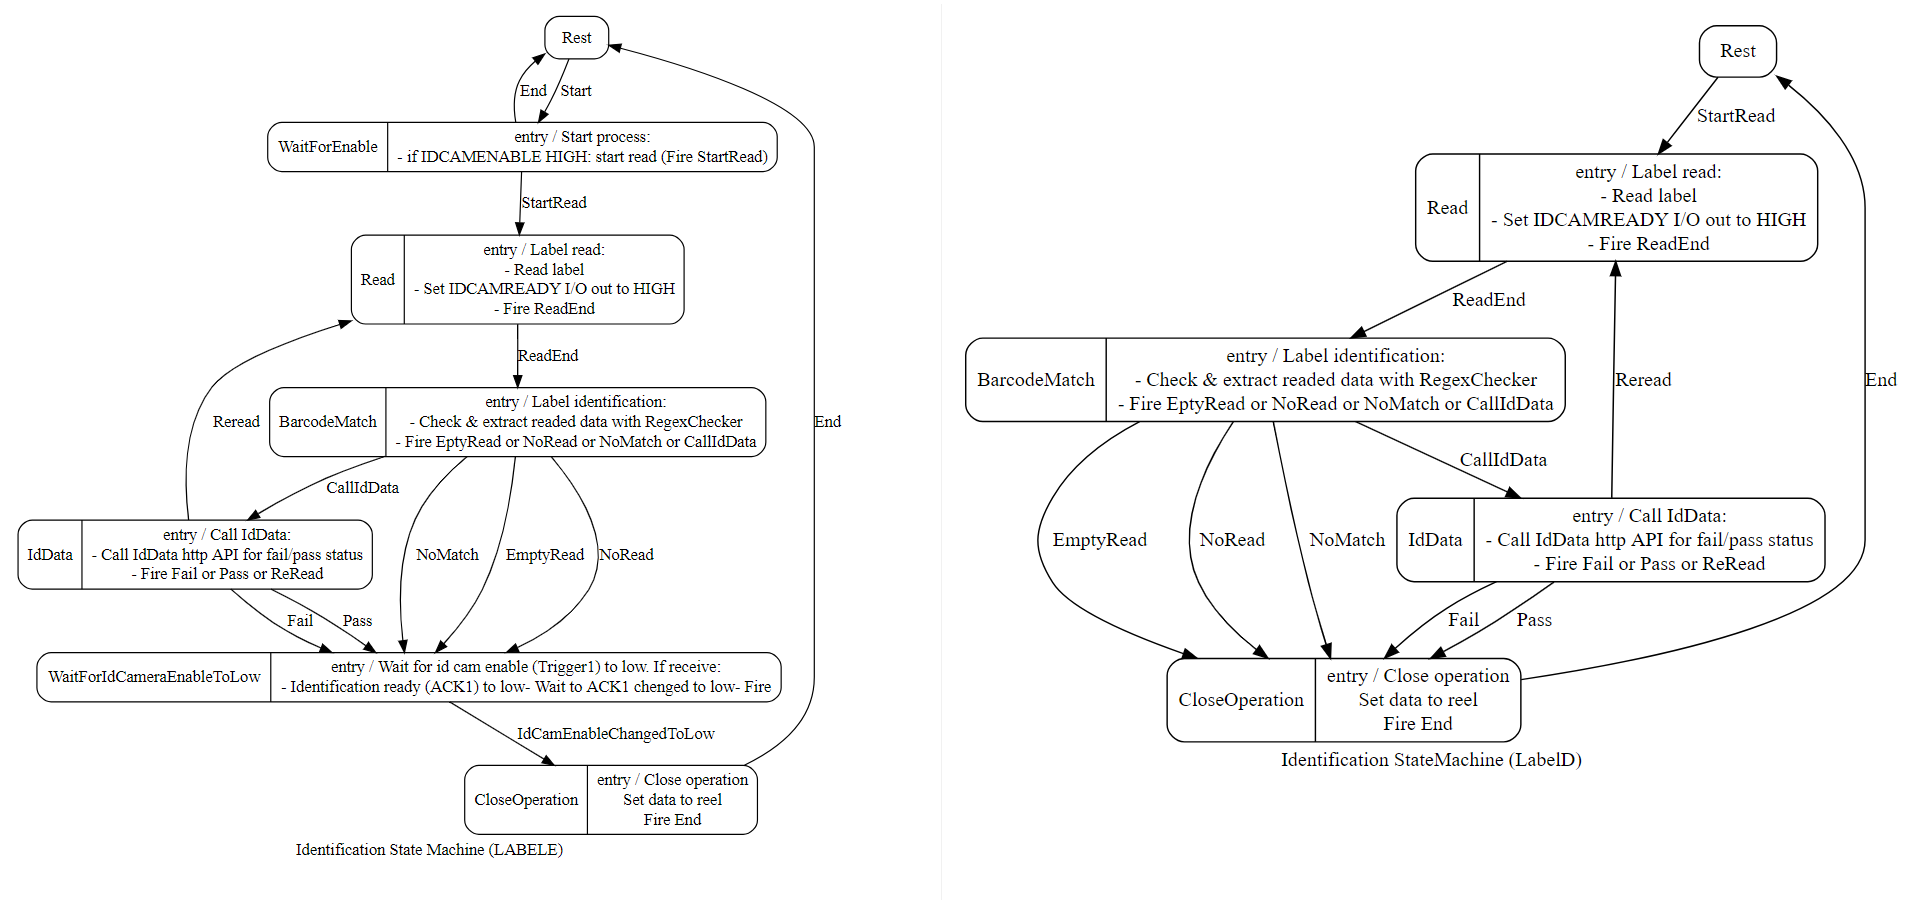 Rest
End
Start
WaitForEnable
entry / Start process:
- if IDCAMENABLE HIGH: start read (Fire StartRead)
StartRead
Read
entry / Label read:
- Read label
- Set IDCAMREADY I/O out to HIGH
- Fire ReadEnd
ReadEnd
Reread
BarcodeMatch
entry / Label identification:
- Check & extract readed data with RegexChecker
- Fire EptyRead or NoRead or NoMatch or CallIdData
End
CallIdData
IdData
entry / Call IdData:
- Call IdData http API for fail/pass status
- Fire Fail or Pass or ReRead
NoMatch
EmptyRead
NoRead
Fail
Pass
WaitForIdCameraEnableToLow
entry / Wait for id cam enable (Trigger1) to low. If receive:
- Identification ready (ACK1) to low- Wait to ACK1 chenged to low- Fire
IdCamEnableChangedToLow
CloseOperation
entry / Close operation
Set data to reel
Fire End
Identification State Machine (LABELE)
Rest
StartRead
Read
entry / Label read:
- Read label
- Set IDCAMREADY I/O out to HIGH
- Fire ReadEnd
ReadEnd
BarcodeMatch
entry / Label identification:
- Check & extract readed data with RegexChecker
- Fire EptyRead or NoRead or NoMatch or CallIdData
Reread
End
CallIdData
EmptyRead
NoRead
NoMatch
IdData
entry / Call IdData:
- Call IdData http API for fail/pass status
- Fire Fail or Pass or ReRead
Fail
Pass
CloseOperation
entry / Close operation
Set data to reel
Fire End
Identification StateMachine (LabelD)